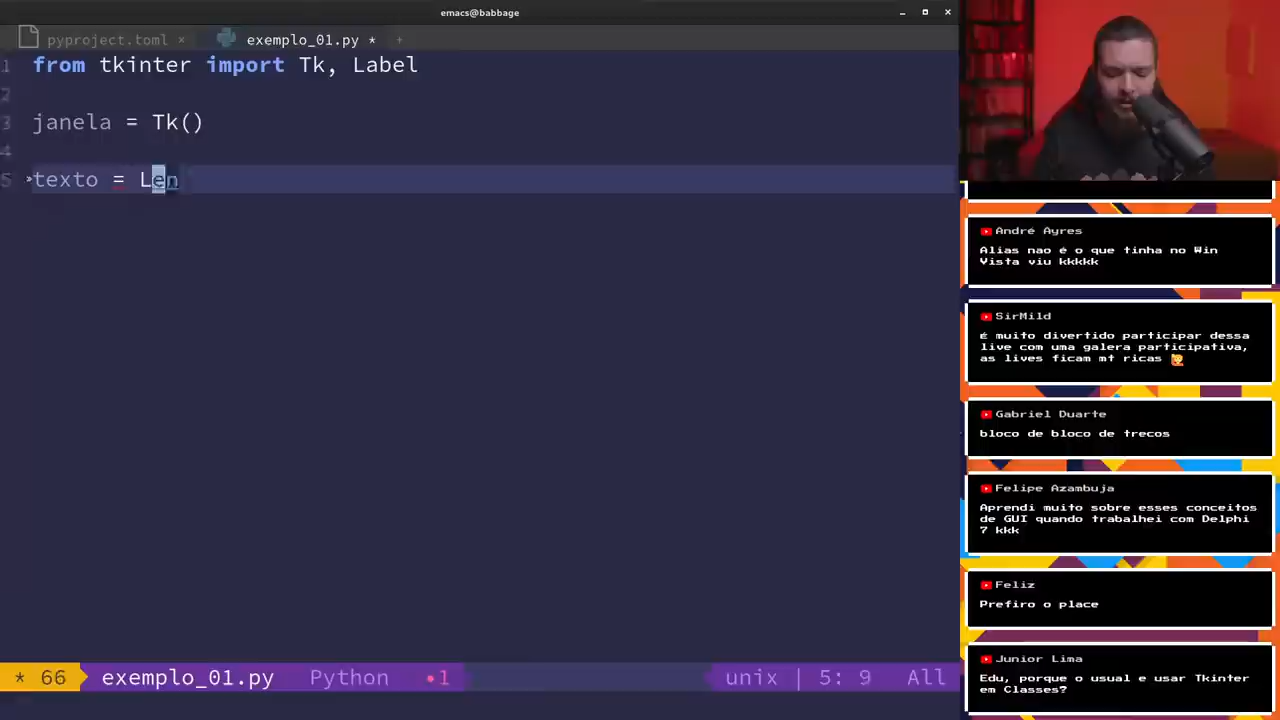 emacs@babbage
pyproject.toml × exemplo_01.py * × +
1 from tkinter import Tk, Label
2
3 janela = Tk()
4
5 »texto = Len
* 66 exemplo_01.py Python •1 unix | 5: 9 All
André Ayres
Alias nao é o que tinha no Win
Vista viu kkkkk
SirMild
É muito divertido participar dessa
live com uma galera participativa,
as lives ficam mt ricas
Gabriel Duarte
bloco de bloco de trecos
Felipe Azambuja
Aprendi muito sobre esses conceitos
de GUI quando trabalhei com Delphi
7 kkk
Feliz
Prefiro o place
Junior Lima
Edu, porque o usual e usar Tkinter
em Classes?